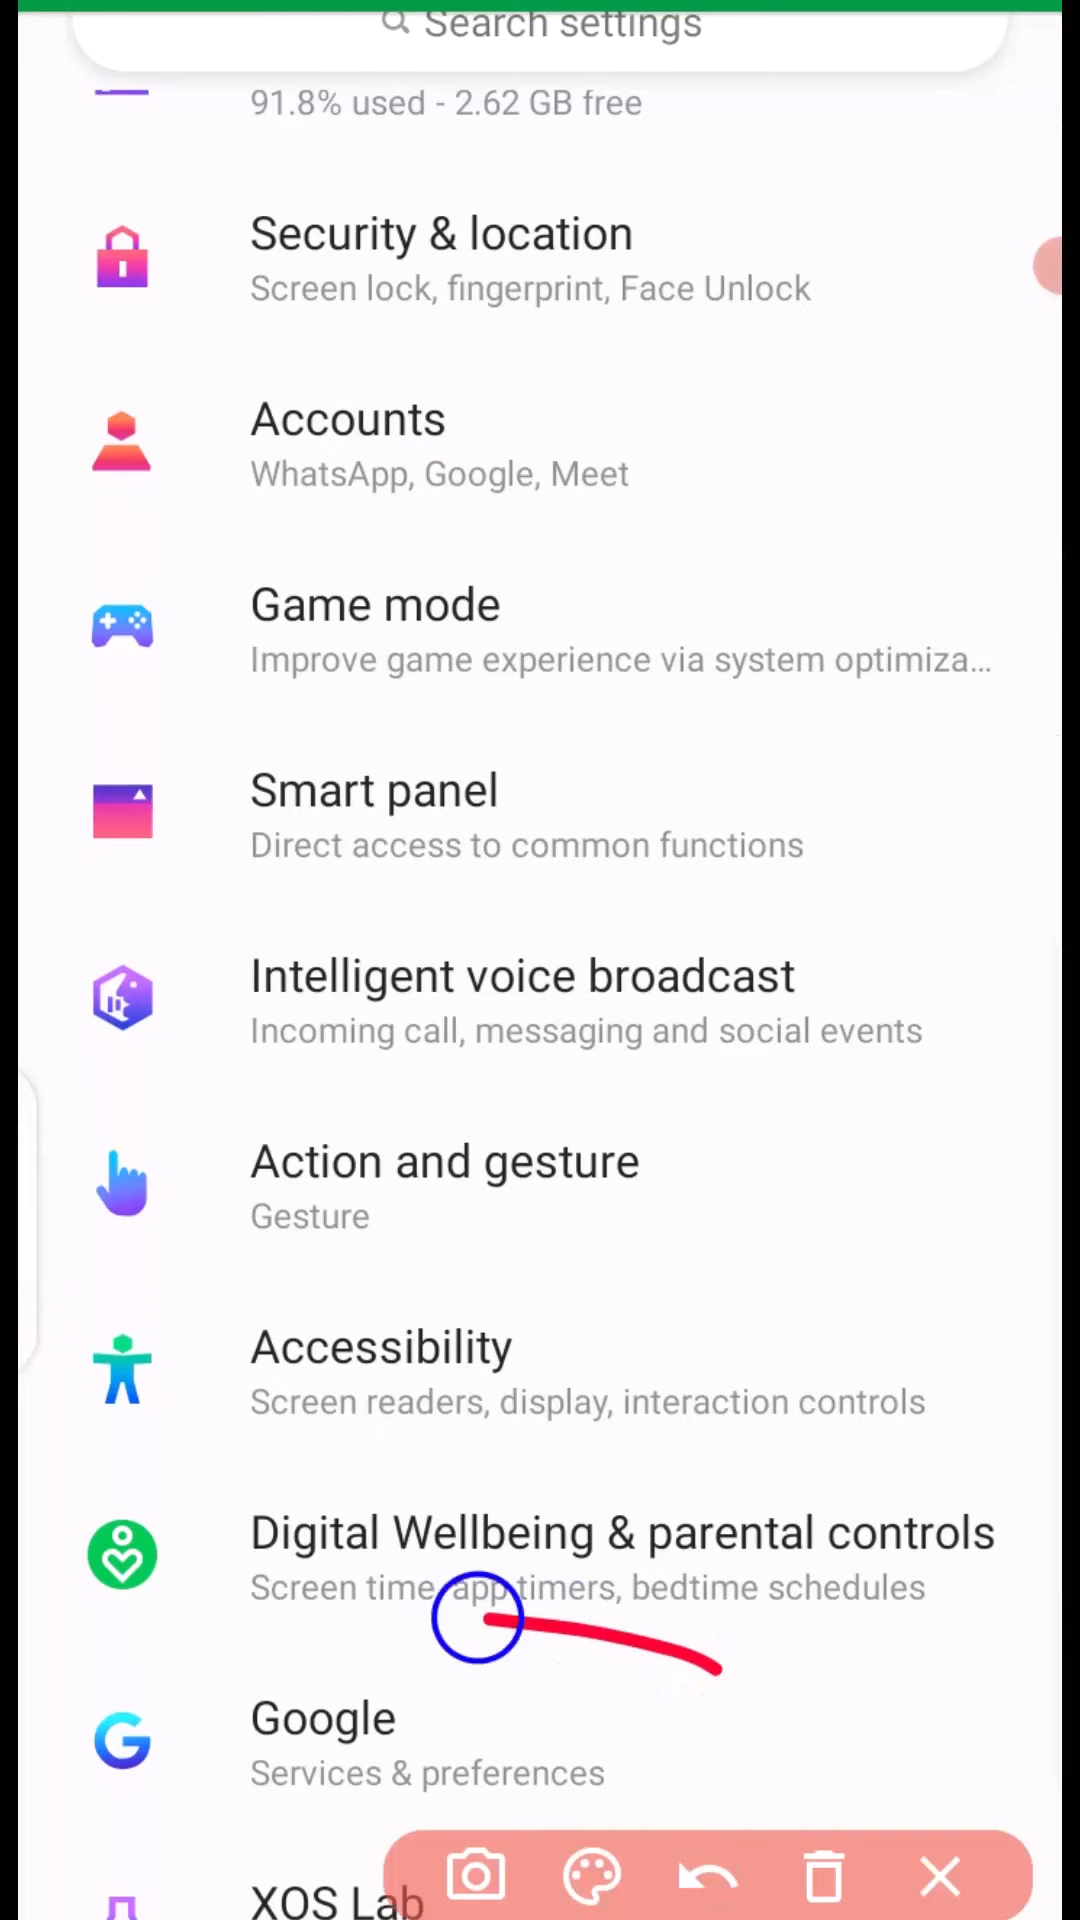 Search settings
91.8% used - 2.62 GB free
Security & location
Screen lock, fingerprint, Face Unlock
Accounts
WhatsApp, Google, Meet
Game mode
Improve game experience via system optimiza...
Smart panel
Direct access to common functions
Intelligent voice broadcast
Incoming call, messaging and social events
Action and gesture
Gesture
Accessibility
Screen readers, display, interaction controls
Digital Wellbeing & parental controls
Screen time, app timers, bedtime schedules
Google
Services & preferences
XOS Lab